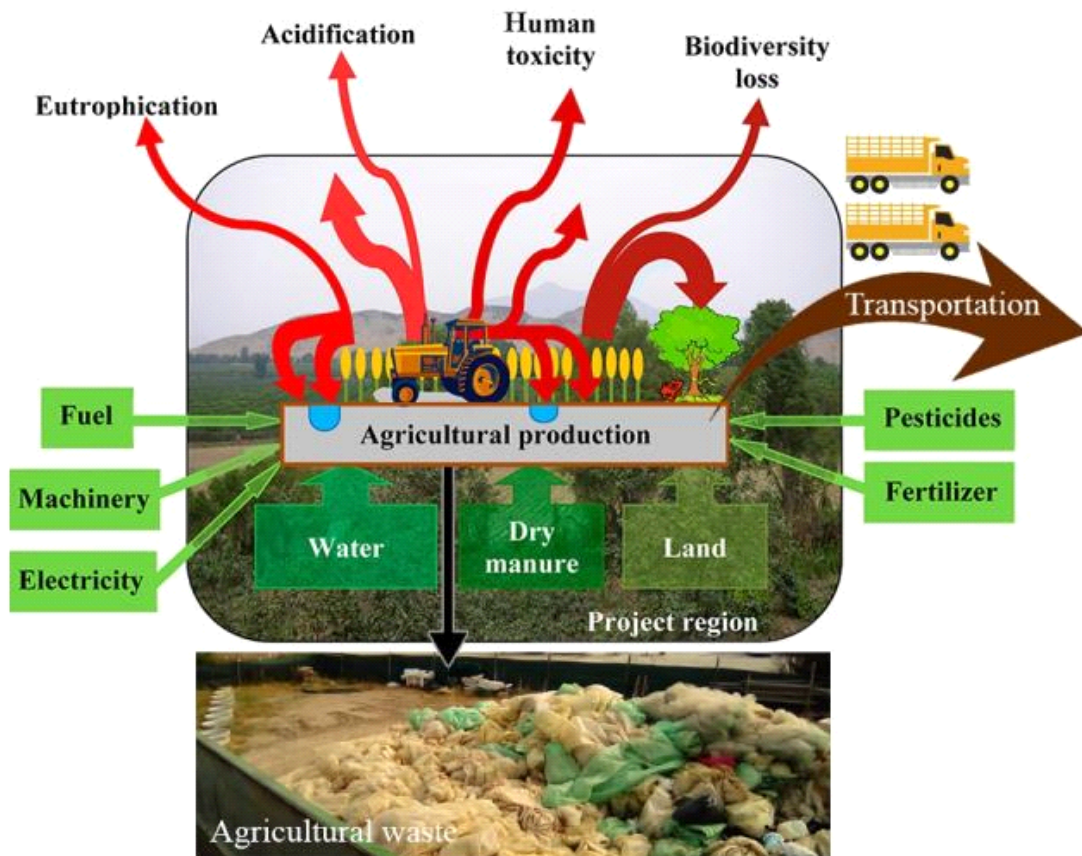 Acidification
Human
toxicity
Biodiversity
loss
Eutrophication
Transportation
Fuel
Agricultural production
Pesticides
Machinery
Fertilizer
Water
Dry
manure
Land
Electricity
Project region
Agricultural waste